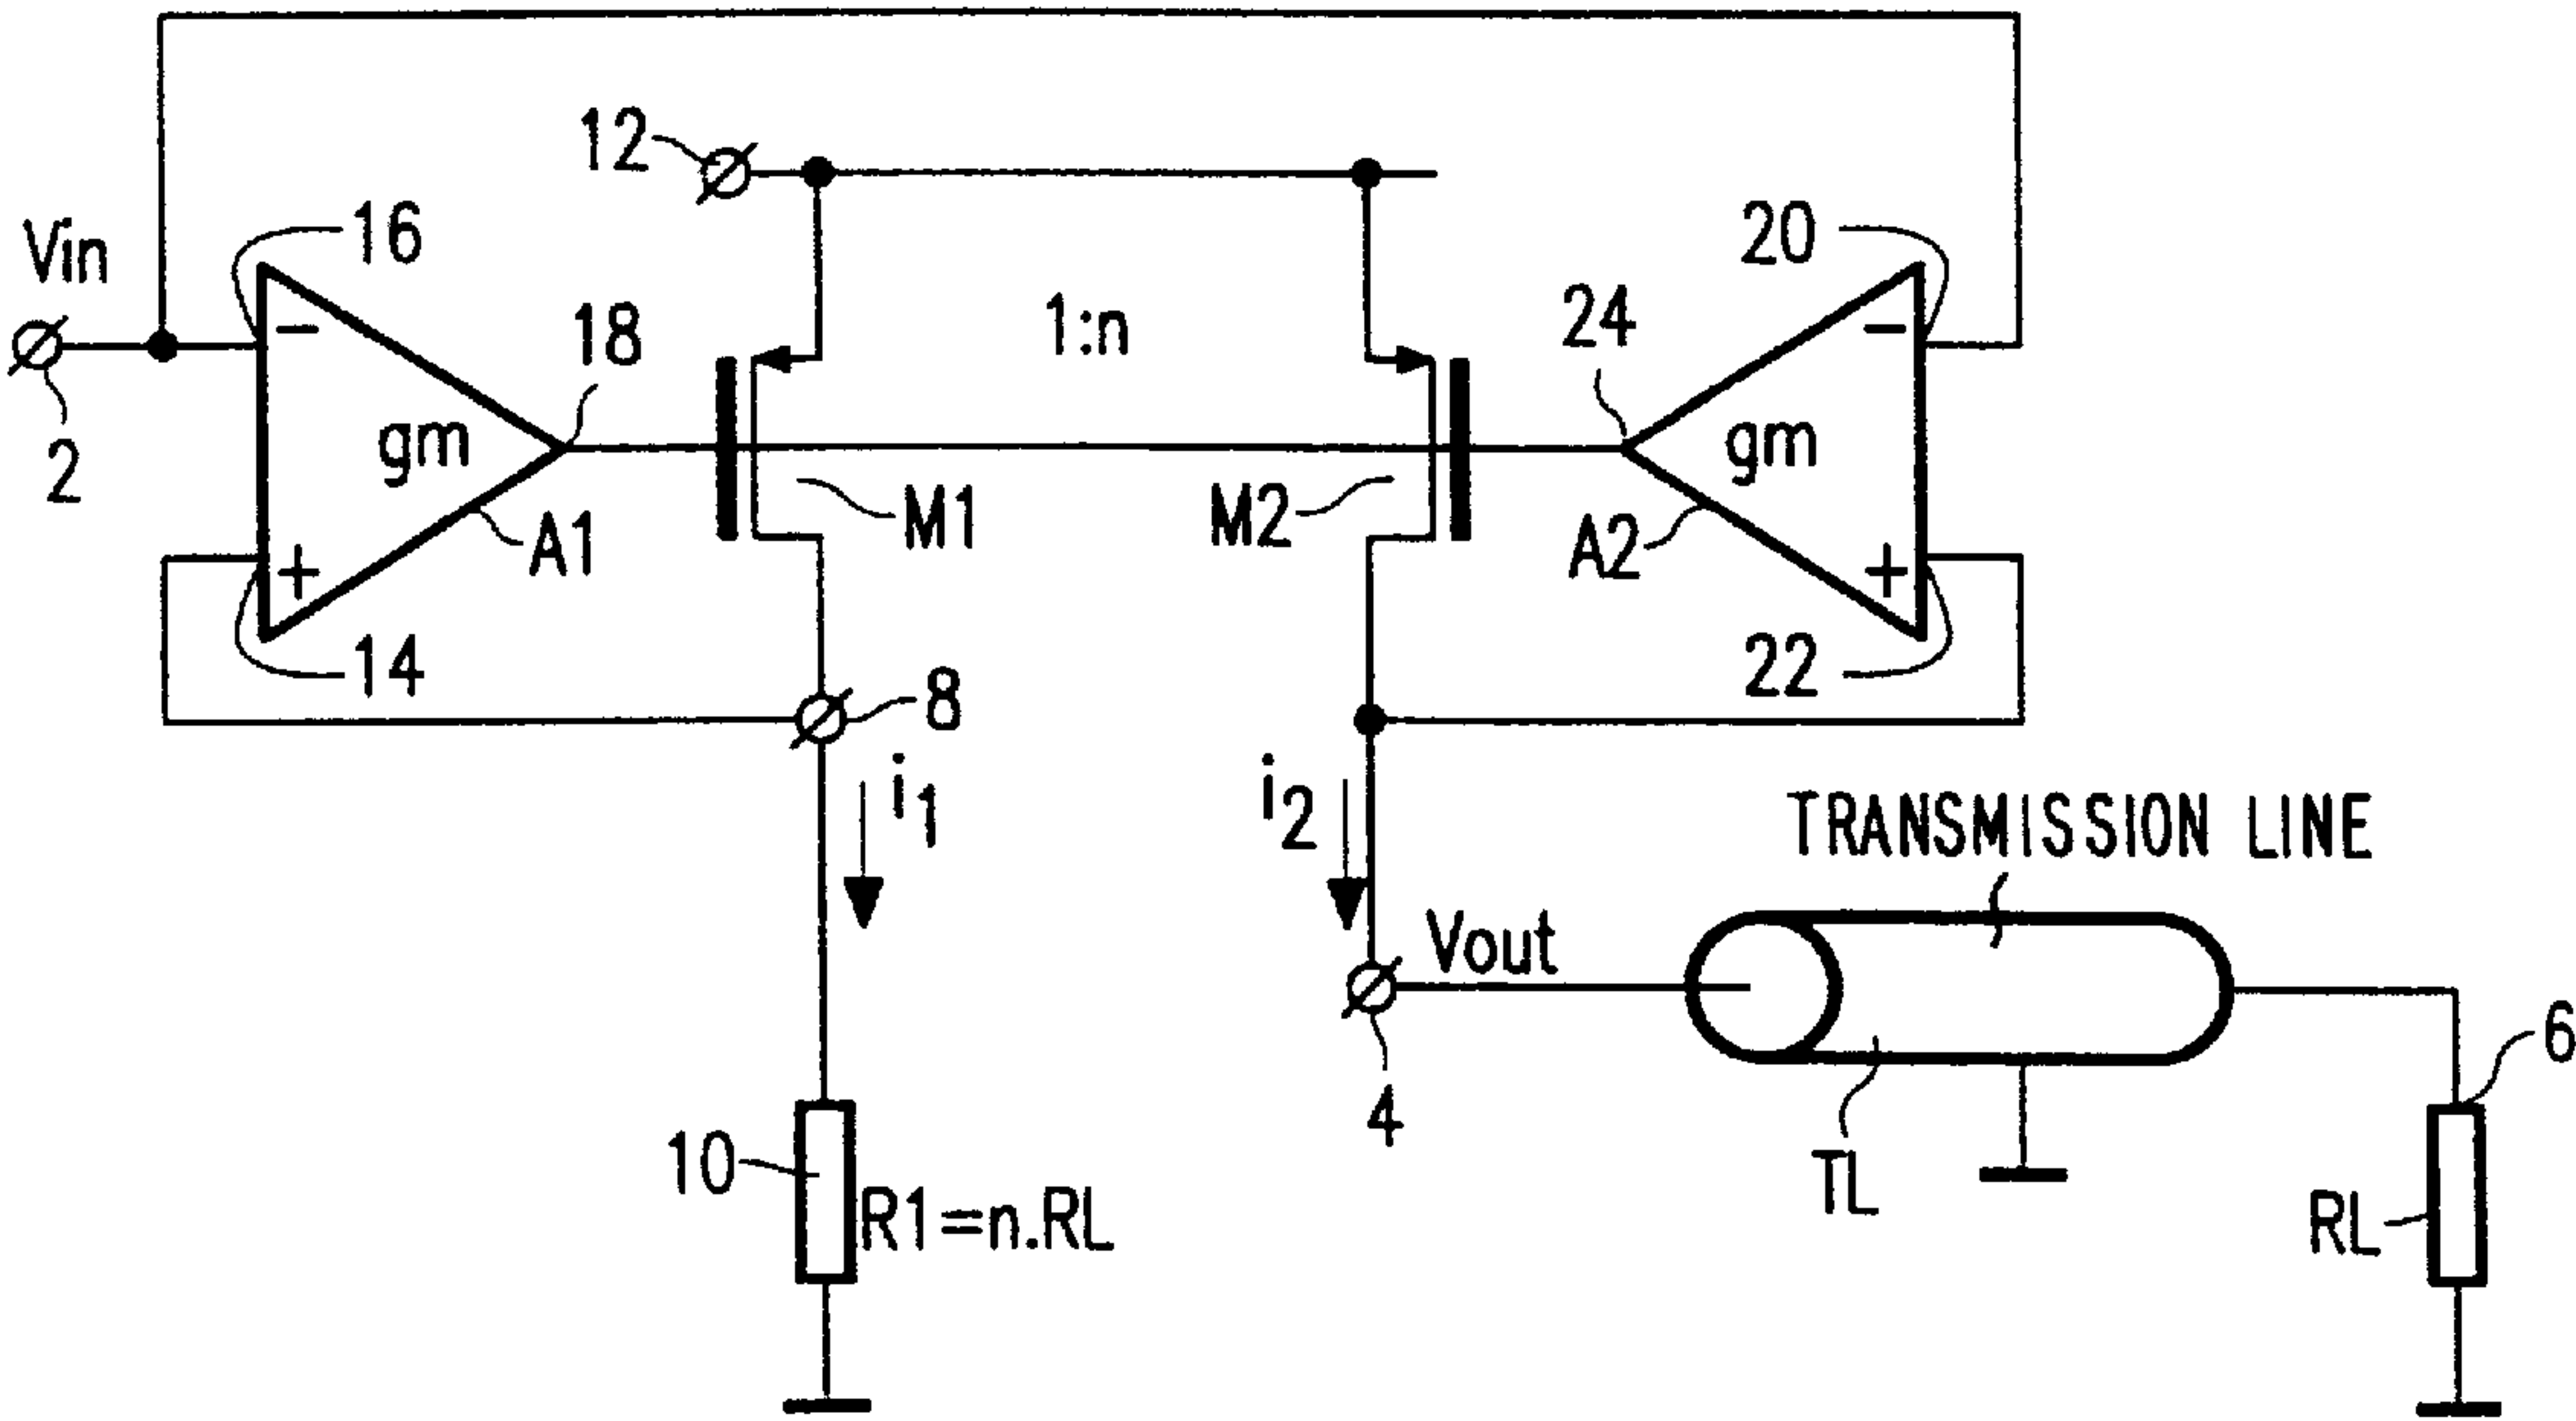 12
Vin
16
20
1:n
24
18
−
−
gm
gm
2
M1
M2
A1
A2
+
+
14
22
8
i1
i2
TRANSMISSION LINE
Vout
6
4
10
TL
R1=n.RL
RL